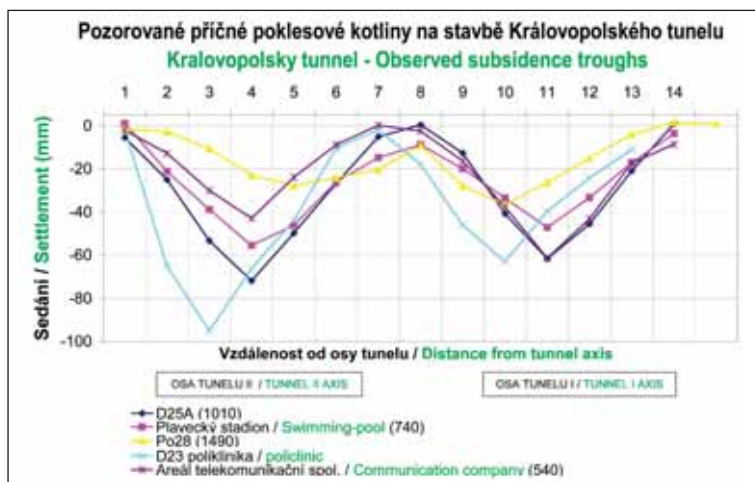 Pozorované příčné poklesové kotliny na stavbě Královopolského tunelu
Kralovopolsky tunnel - Observed subsidence troughs
1 2 3 4 5 6 7 8 9 10 11 12 13 14
0
-20
-40
-60
-80
-100
Sedání / Settlement (mm)
Vzdálenost od osy tunelu / Distance from tunnel axis
OSA TUNELU II / TUNNEL II AXIS
OSA TUNELU I / TUNNEL I AXIS
D25A (1010)
Plavecký stadion / Swimming-pool (740)
Po28 (1490)
D23 poliklinika / policlinic
Areál telekomunikační spol. / Communication company (540)